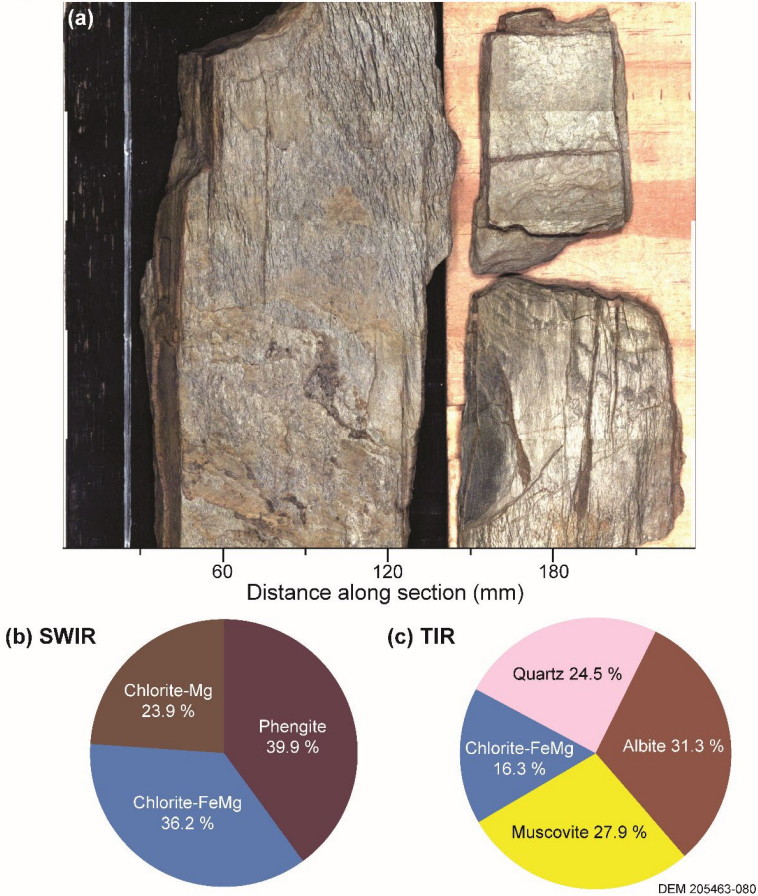 (a)
60
120
180
Distance along section (mm)
(b) SWIR
Chlorite-Mg
23.9 %
Phengite
39.9 %
Chlorite-FeMg
36.2 %
(c) TIR
Quartz 24.5 %
Albite 31.3 %
Chlorite-FeMg
16.3 %
Muscovite 27.9 %
DEM 205463-080